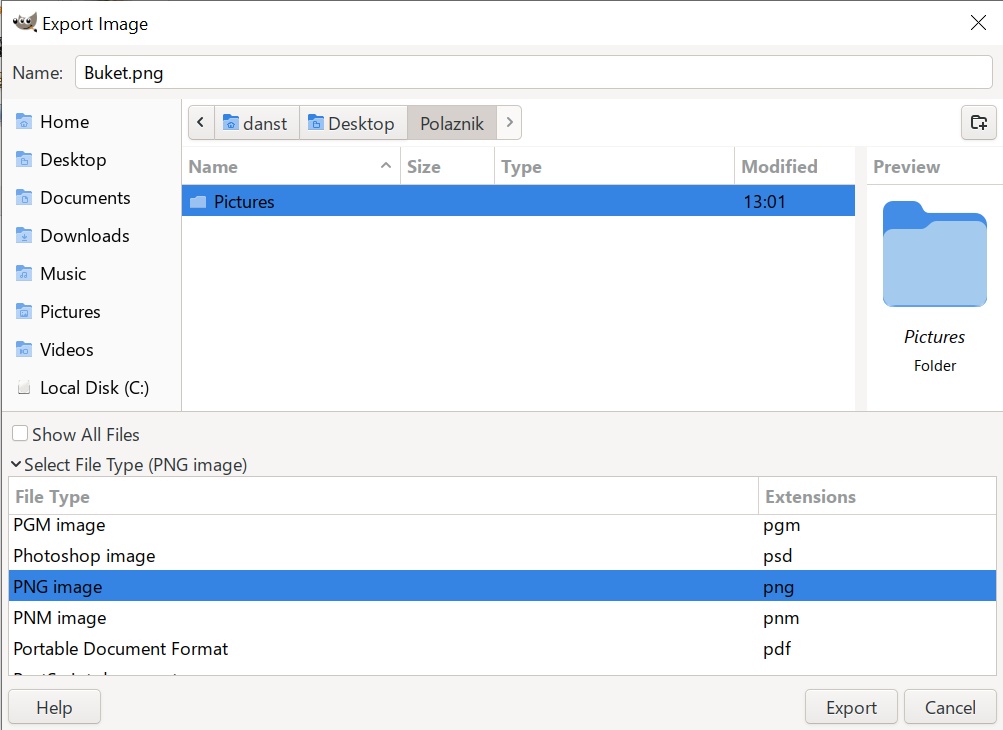 Export Image
Name: Buket.png
Home
Desktop
Documents
Downloads
Music
Pictures
Videos
Local Disk (C:)
danst Desktop Polaznik
Name Size Type Modified
Pictures 13:01
Preview
Pictures
Folder
Show All Files
Select File Type (PNG image)
File Type Extensions
PGM image pgm
Photoshop image psd
PNG image png
PNM image pnm
Portable Document Format pdf
Help Export Cancel